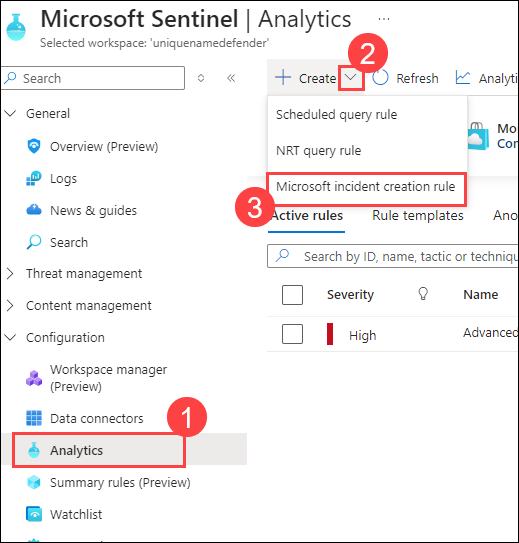 Microsoft Sentinel | Analytics ...
Selected workspace: 'uniquenamedefender'
2
Search
Create
Refresh
Analyti
General
Scheduled query rule
Overview (Preview)
NRT query rule
Mo
Con
Logs
Microsoft incident creation rule
News & guides
3
Active rules
Rule templates
Ano
Search
Search by ID, name, tactic or techniqu
Threat management
Severity
Name
Content management
High
Advanced
Configuration
Workspace manager
(Preview)
Data connectors
1
Analytics
Summary rules (Preview)
Watchlist